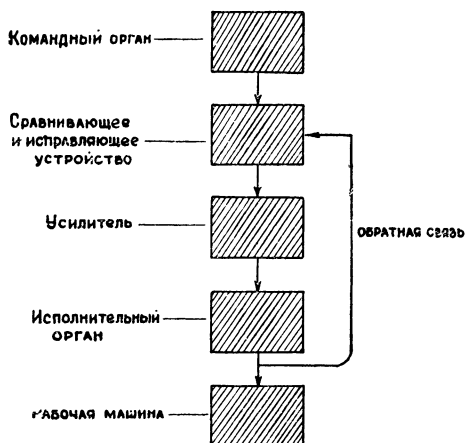 Командный орган
Сравнивающее
и исправляющее
устройство
Усилитель
ОБРАТНАЯ СВЯЗЬ
Исполнительный
ОРГАН
РАБОЧАЯ МАШИНА